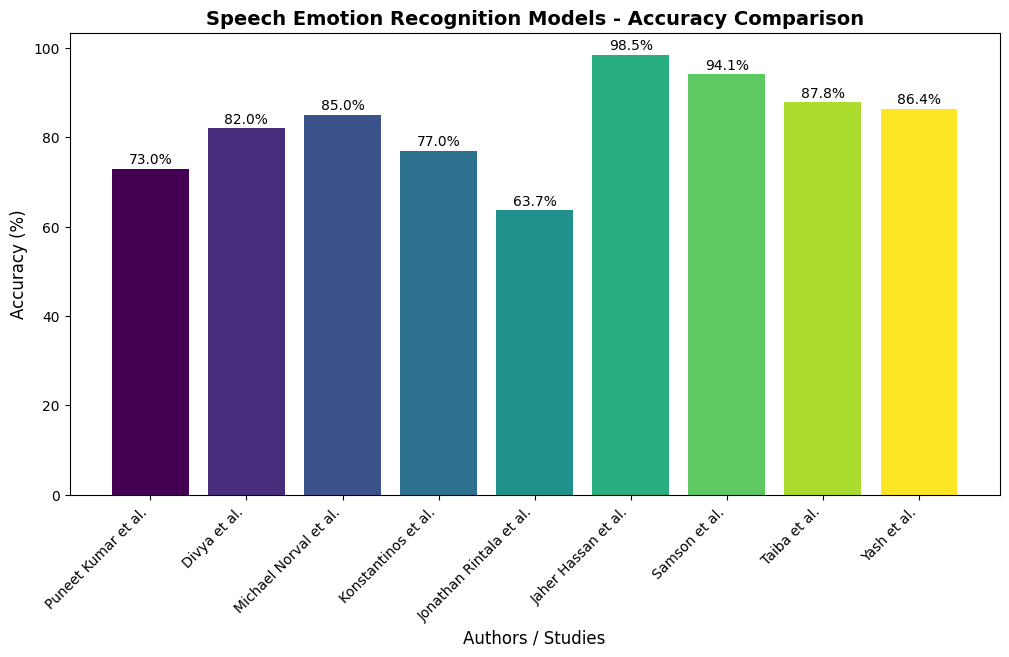 Speech Emotion Recognition Models - Accuracy Comparison
Accuracy (%)
100
80
60
40
20
0
73.0%
82.0%
85.0%
77.0%
63.7%
98.5%
94.1%
87.8%
86.4%
Puneet Kumar et al.
Divya et al.
Michael Norval et al.
Konstantinos et al.
Jonathan Rintala et al.
Jaher Hassan et al.
Samson et al.
Taiba et al.
Yash et al.
Authors / Studies